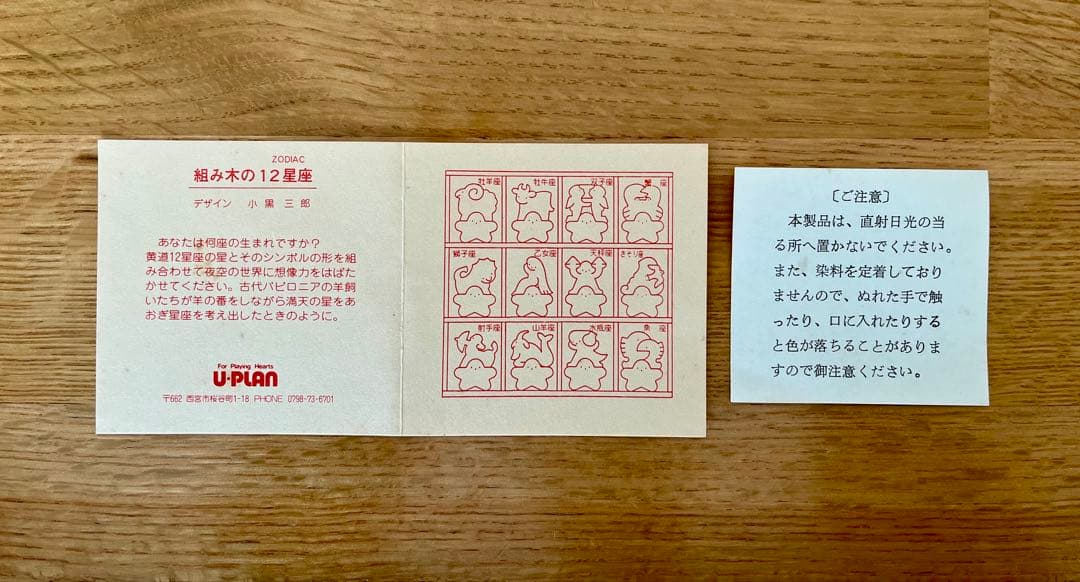 ZODIAC
組み木の12星座
デザイン 小黒三郎
あなたは何座の生まれですか?
黄道12星座の星とそのシンボルの形を組
み合わせて夜空の世界に想像力をはばた
かせてください。古代バビロニアの羊飼
いたちが羊の番をしながら満天の星をあ
おぎ星座を考え出したときのように。
For Playing Hearts
U-PLAN
〒662 西宮市桜谷町1-18 PHONE 0798-73-6701
牡羊座 牡牛座 双子座 蟹座
獅子座 乙女座 天秤座 さそり座
射手座 山羊座 水瓶座 魚座
〔ご注意〕
本製品は、直射日光の当
る所へ置かないでください。
また、染料を定着しており
ませんので、ぬれた手で触
ったり、口に入れたりする
と色が落ちることがありま
すので御注意ください。